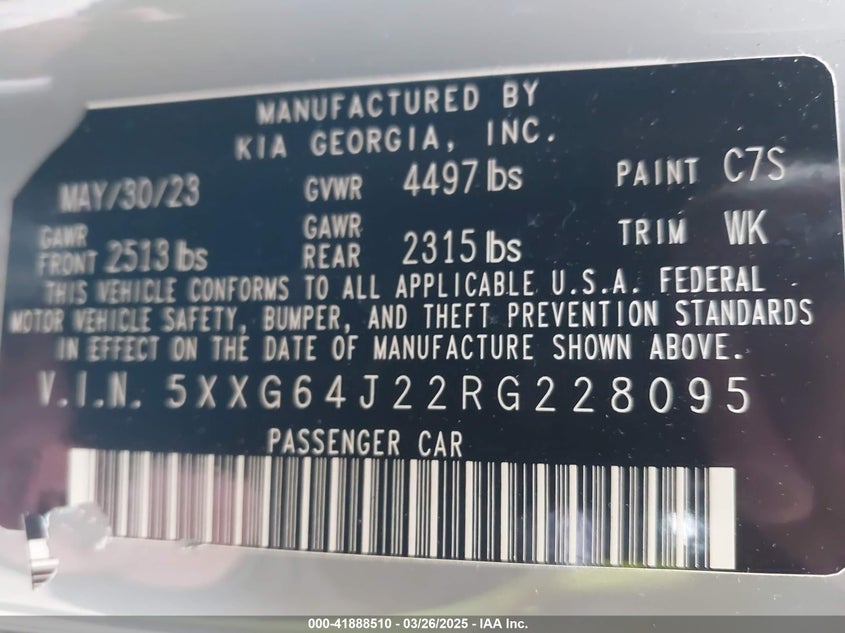 MANUFACTURED BY
KIA GEORGIA, INC.
MAY/30/23 GVWR 4497 lbs PAINT C7S
GAWR FRONT 2513 lbs GAWR REAR 2315 lbs TRIM WK
THIS VEHICLE CONFORMS TO ALL APPLICABLE U.S.A. FEDERAL
MOTOR VEHICLE SAFETY, BUMPER, AND THEFT PREVENTION STANDARDS
IN EFFECT ON THE DATE OF MANUFACTURE SHOWN ABOVE.
V.I.N. 5XXG64J22RG228095
PASSENGER CAR
000-41888510 - 03/26/2025 - IAA Inc.